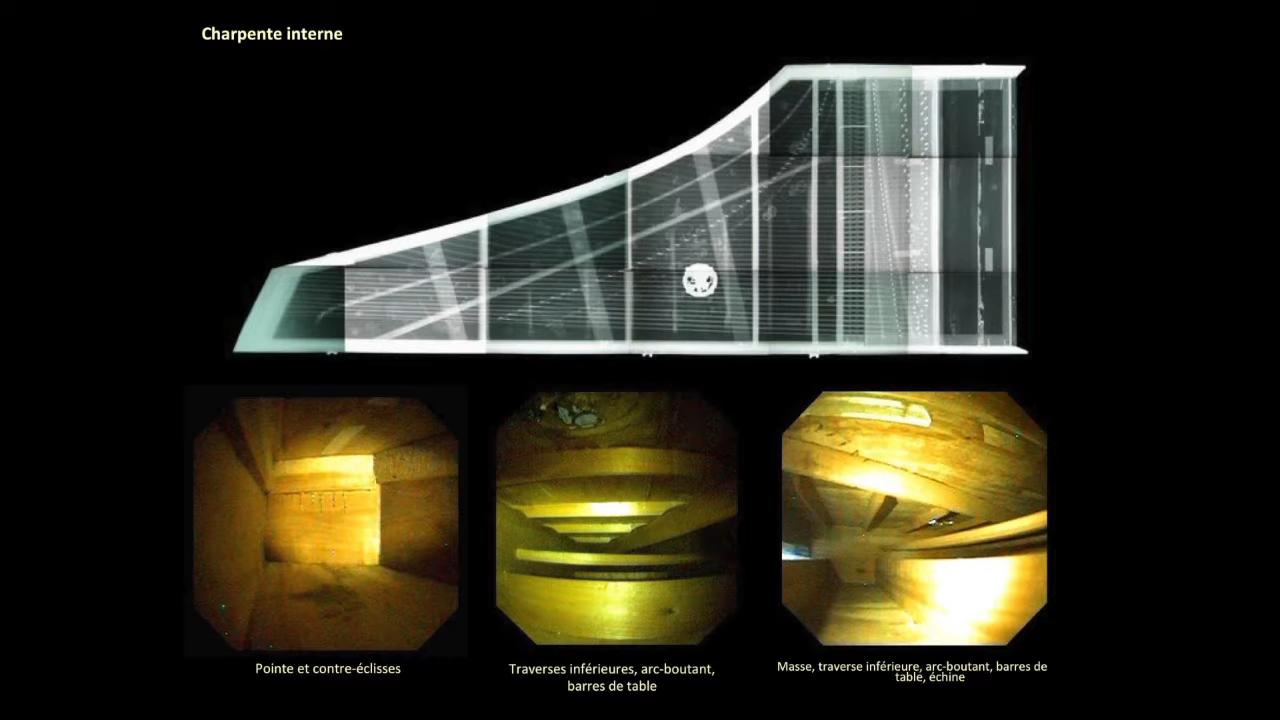 Charpente interne
Pointe et contre-éclisses
Traverses inférieures, arc-boutant,
barres de table
Masse, traverse inférieure, arc-boutant, barres de
table, échine